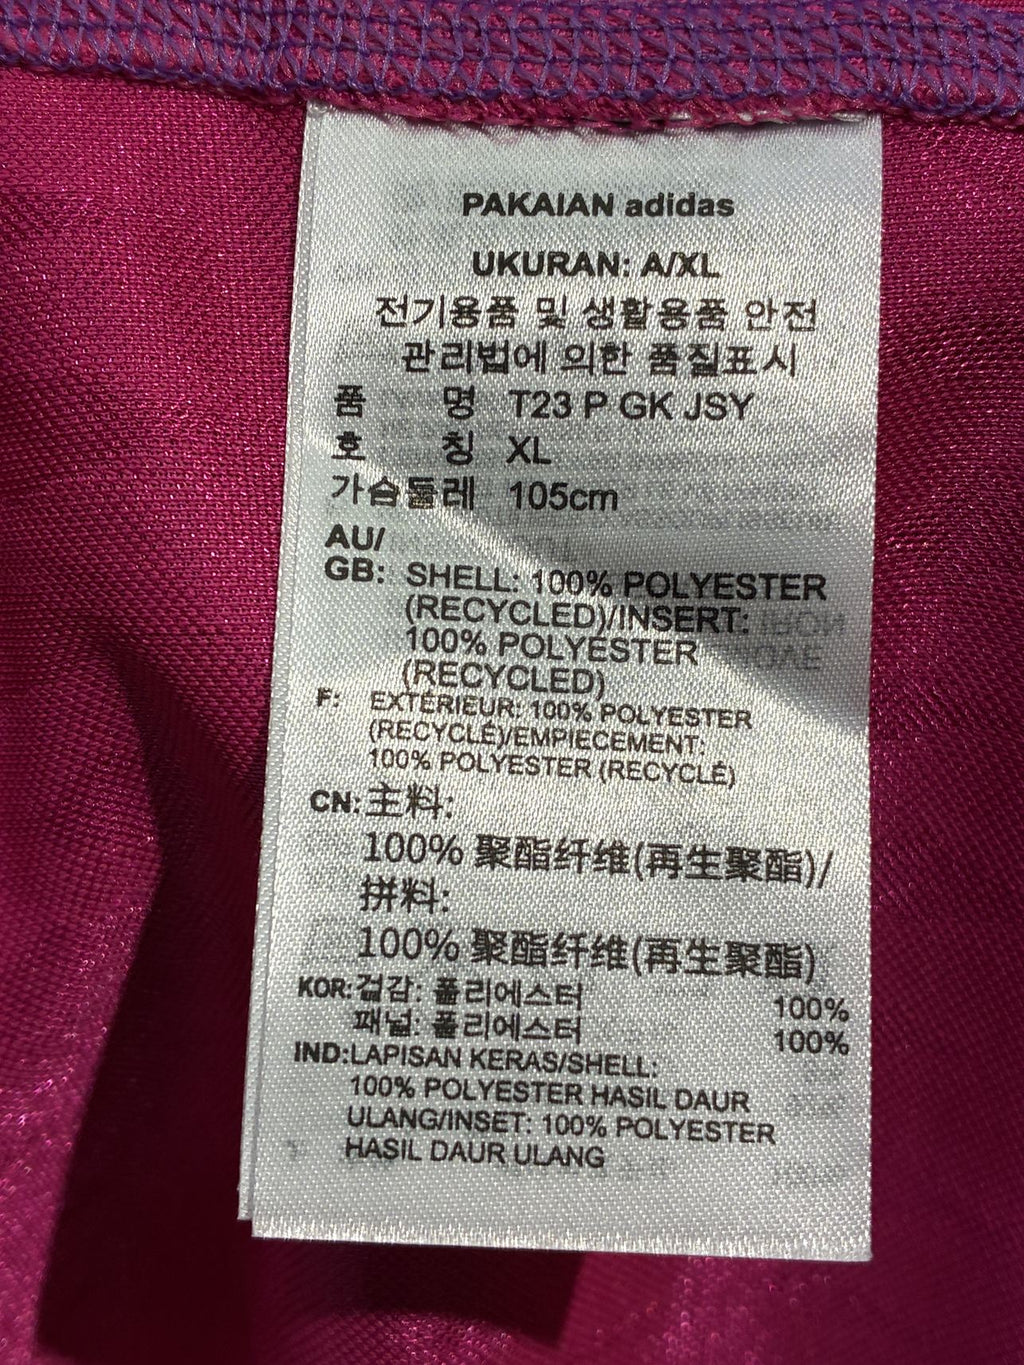 PAKAIAN adidas
UKURAN: A/XL
전기용품 및 생활용품 안전
관리법에 의한 품질표시
품 명 T23 P GK JSY
호 칭 XL
가슴둘레 105cm
AU/
GB: SHELL: 100% POLYESTER
(RECYCLED)/INSERT:
100% POLYESTER
(RECYCLED)
F: EXTÉRIEUR: 100% POLYESTER
(RECYCLÉ)/EMPIECEMENT:
100% POLYESTER (RECYCLÉ)
CN: 主料:
100% 聚酯纤维(再生聚酯)/
拼料:
100% 聚酯纤维(再生聚酯)
KOR: 겉감: 폴리에스터 100%
패널: 폴리에스터 100%
IND: LAPISAN KERAS/SHELL:
100% POLYESTER HASIL DAUR
ULANG/INSET: 100% POLYESTER
HASIL DAUR ULANG